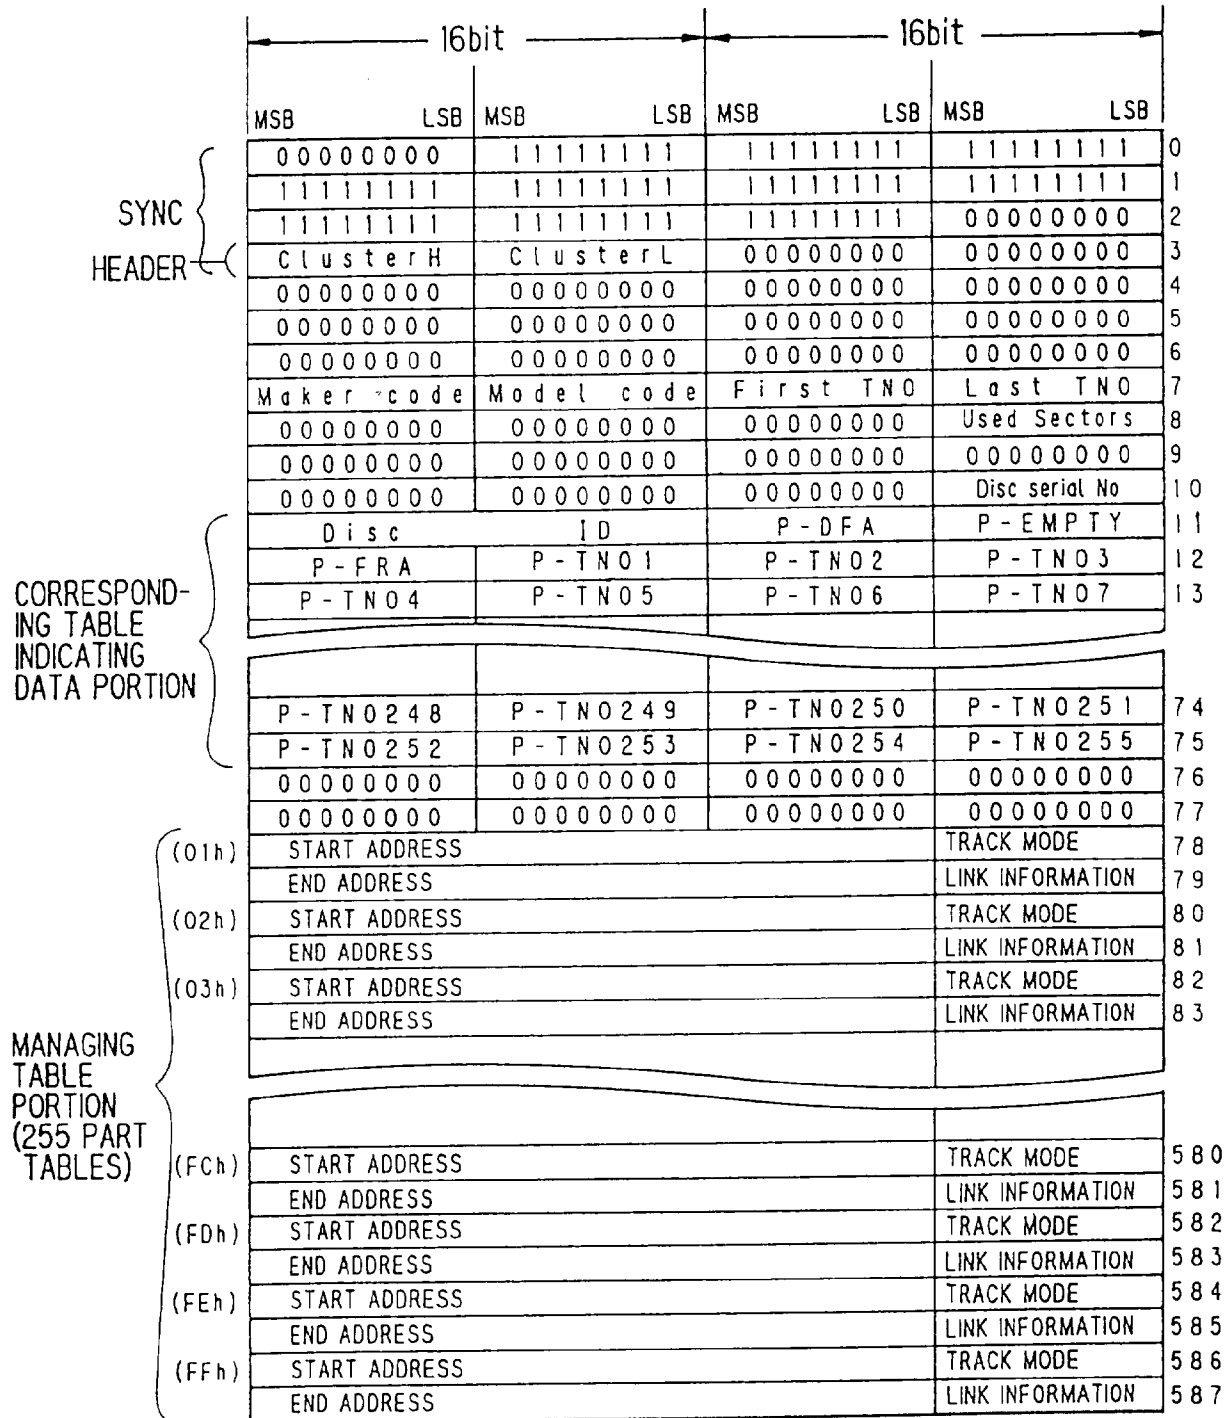 16bit 16bit
MSB LSB MSB LSB MSB LSB MSB LSB
00000000 11111111 11111111 11111111 0
11111111 11111111 11111111 11111111 1
SYNC 11111111 11111111 11111111 00000000 2
HEADER ClusterH ClusterL 00000000 00000000 3
00000000 00000000 00000000 00000000 4
00000000 00000000 00000000 00000000 5
00000000 00000000 00000000 00000000 6
Maker code Model code First TNO Last TNO 7
00000000 00000000 00000000 Used Sectors 8
00000000 00000000 00000000 00000000 9
00000000 00000000 00000000 Disc serial No 10
Disc ID P-DFA P-EMPTY 11
P-FRA P-TNO1 P-TNO2 P-TNO3 12
P-TNO4 P-TNO5 P-TNO6 P-TNO7 13
CORRESPOND-
ING TABLE
INDICATING
DATA PORTION
P-TNO248 P-TNO249 P-TNO250 P-TNO251 74
P-TNO252 P-TNO253 P-TNO254 P-TNO255 75
00000000 00000000 00000000 00000000 76
00000000 00000000 00000000 00000000 77
(01h) START ADDRESS TRACK MODE 78
END ADDRESS LINK INFORMATION 79
(02h) START ADDRESS TRACK MODE 80
END ADDRESS LINK INFORMATION 81
(03h) START ADDRESS TRACK MODE 82
END ADDRESS LINK INFORMATION 83
MANAGING
TABLE
PORTION
(255 PART
TABLES)
(FCh) START ADDRESS TRACK MODE 580
END ADDRESS LINK INFORMATION 581
(FDh) START ADDRESS TRACK MODE 582
END ADDRESS LINK INFORMATION 583
(FEh) START ADDRESS TRACK MODE 584
END ADDRESS LINK INFORMATION 585
(FFh) START ADDRESS TRACK MODE 586
END ADDRESS LINK INFORMATION 587